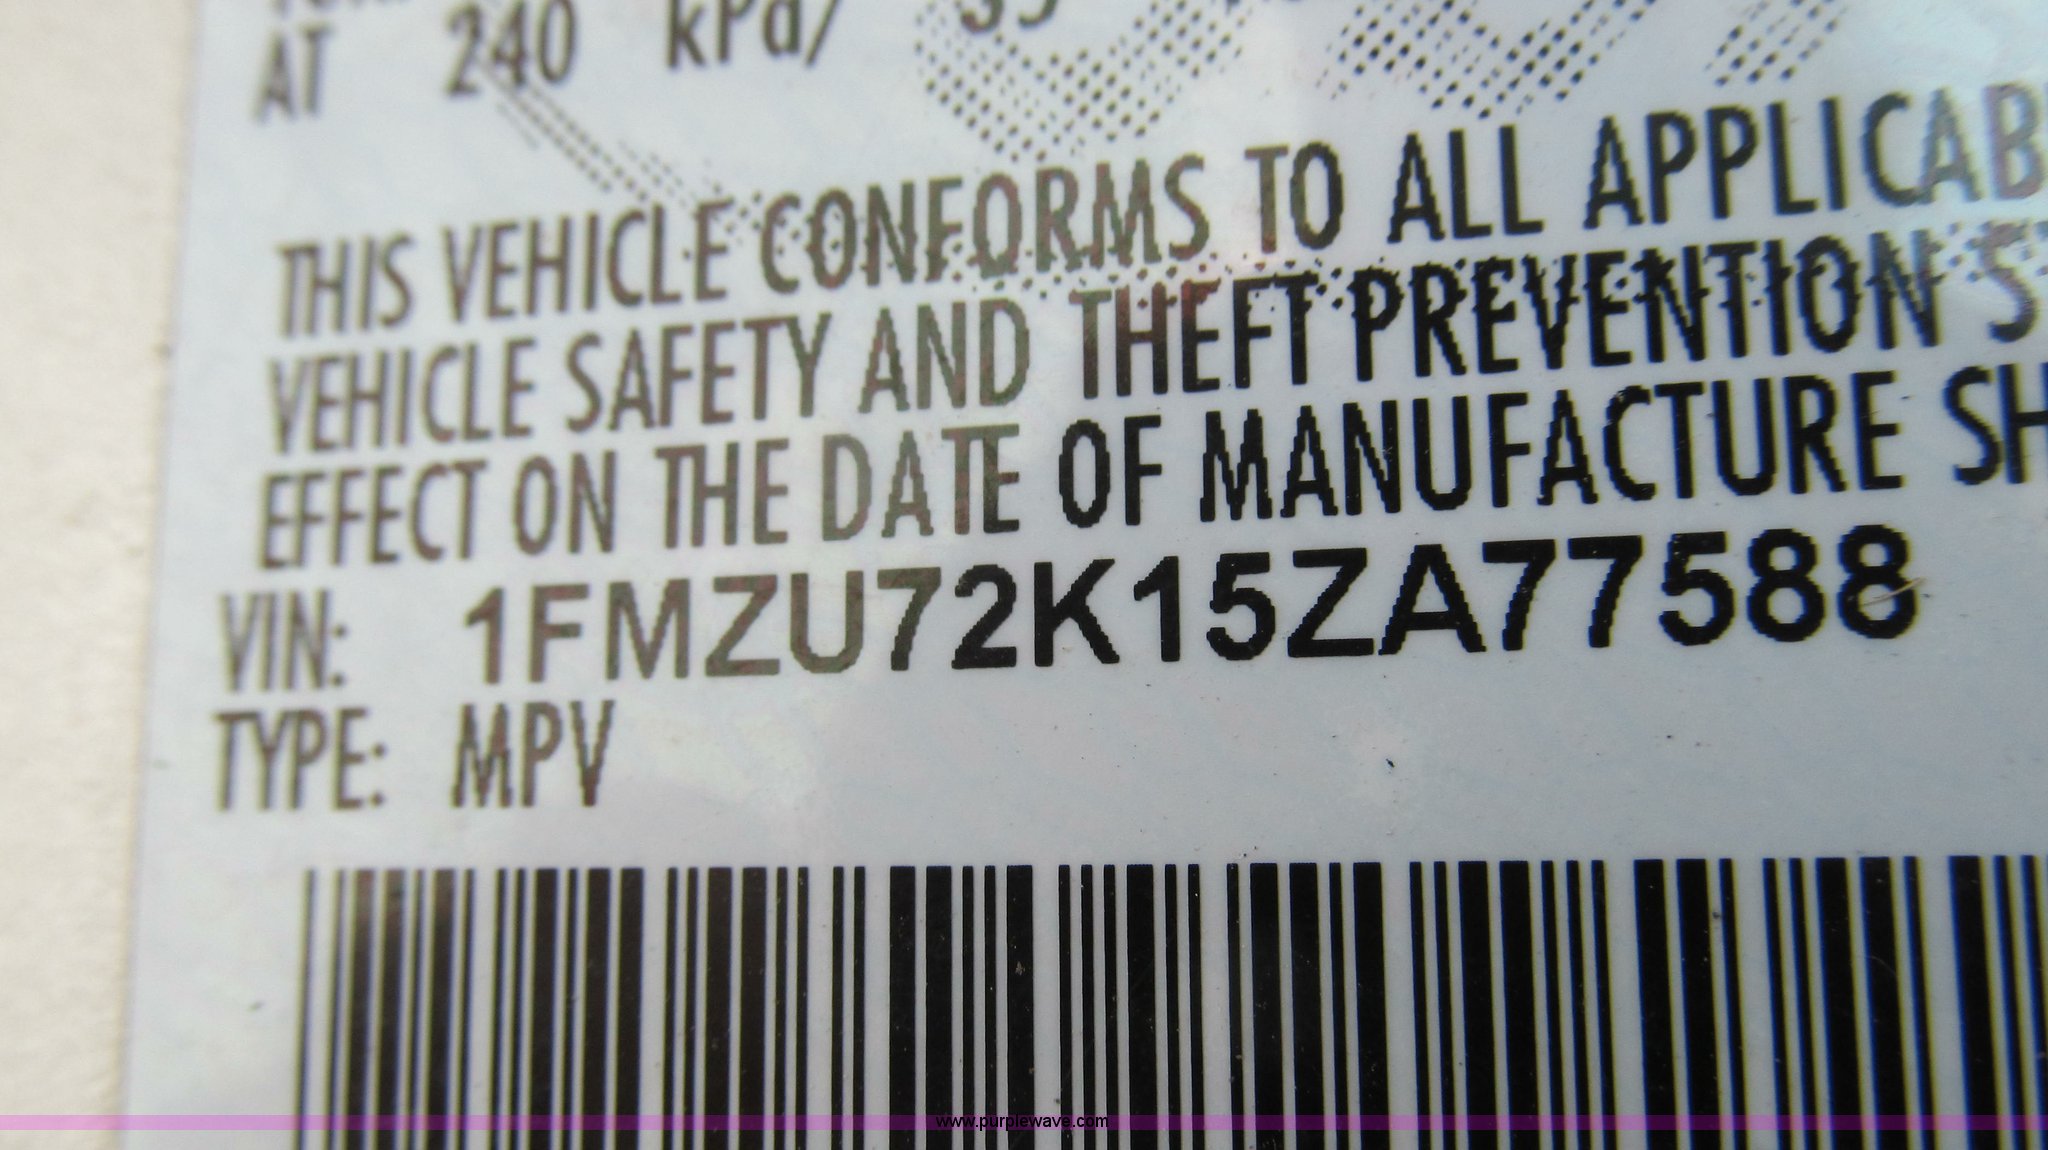 AT 240 kPa/ 35
THIS VEHICLE CONFORMS TO ALL
VEHICLE SAFETY AND THEFT PREVENTION
EFFECT ON THE DATE OF MANUFACTURE SH
VIN: 1FMZU72K15ZA77588
TYPE: MPV
www.purplewave.com